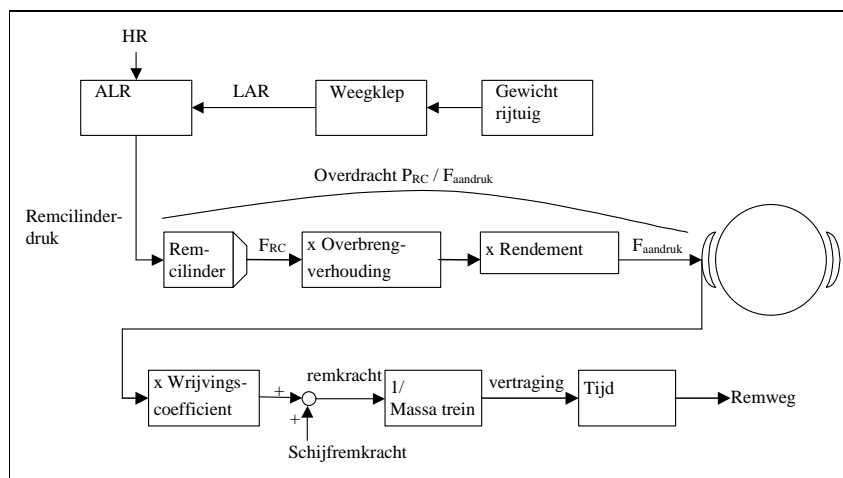 HR
ALR
LAR
Weegklep
Gewicht
rijtuig
Overdracht P_RC / F_aandruk
Remcilinder-
druk
Rem-
cilinder
F_RC
x Overbreng-
verhouding
x Rendement
F_aandruk
x Wrijvings-
coefficient
+
+
remkracht
1/
Massa trein
vertraging
Tijd
Remweg
Schijfremkracht